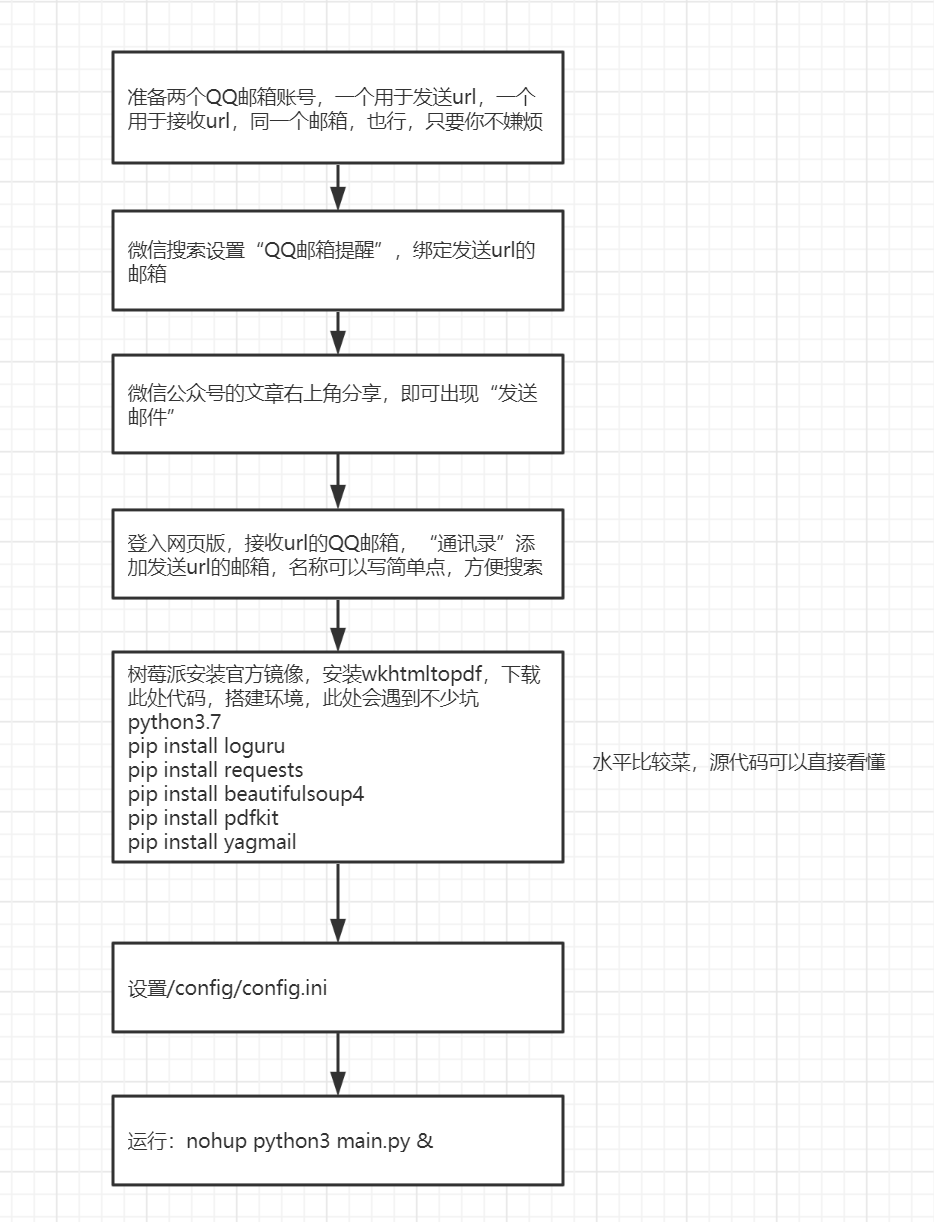 准备两个QQ邮箱账号，一个用于发送url，一个
用于接收url，同一个邮箱，也行，只要你不嫌烦
微信搜索设置“QQ邮箱提醒”，绑定发送url的
邮箱
微信公众号的文章右上角分享，即可出现“发送
邮件”
登入网页版，接收url的QQ邮箱，“通讯录”添
加发送url的邮箱，名称可以写简单点，方便搜索
树莓派安装官方镜像，安装wkhtmltopdf，下载
此处代码，搭建环境，此处会遇到不少坑
python3.7
pip install loguru
pip install requests
pip install beautifulsoup4
pip install pdfkit
pip install yagmail
水平比较菜，源代码可以直接看懂
设置/config/config.ini
运行：nohup python3 main.py &